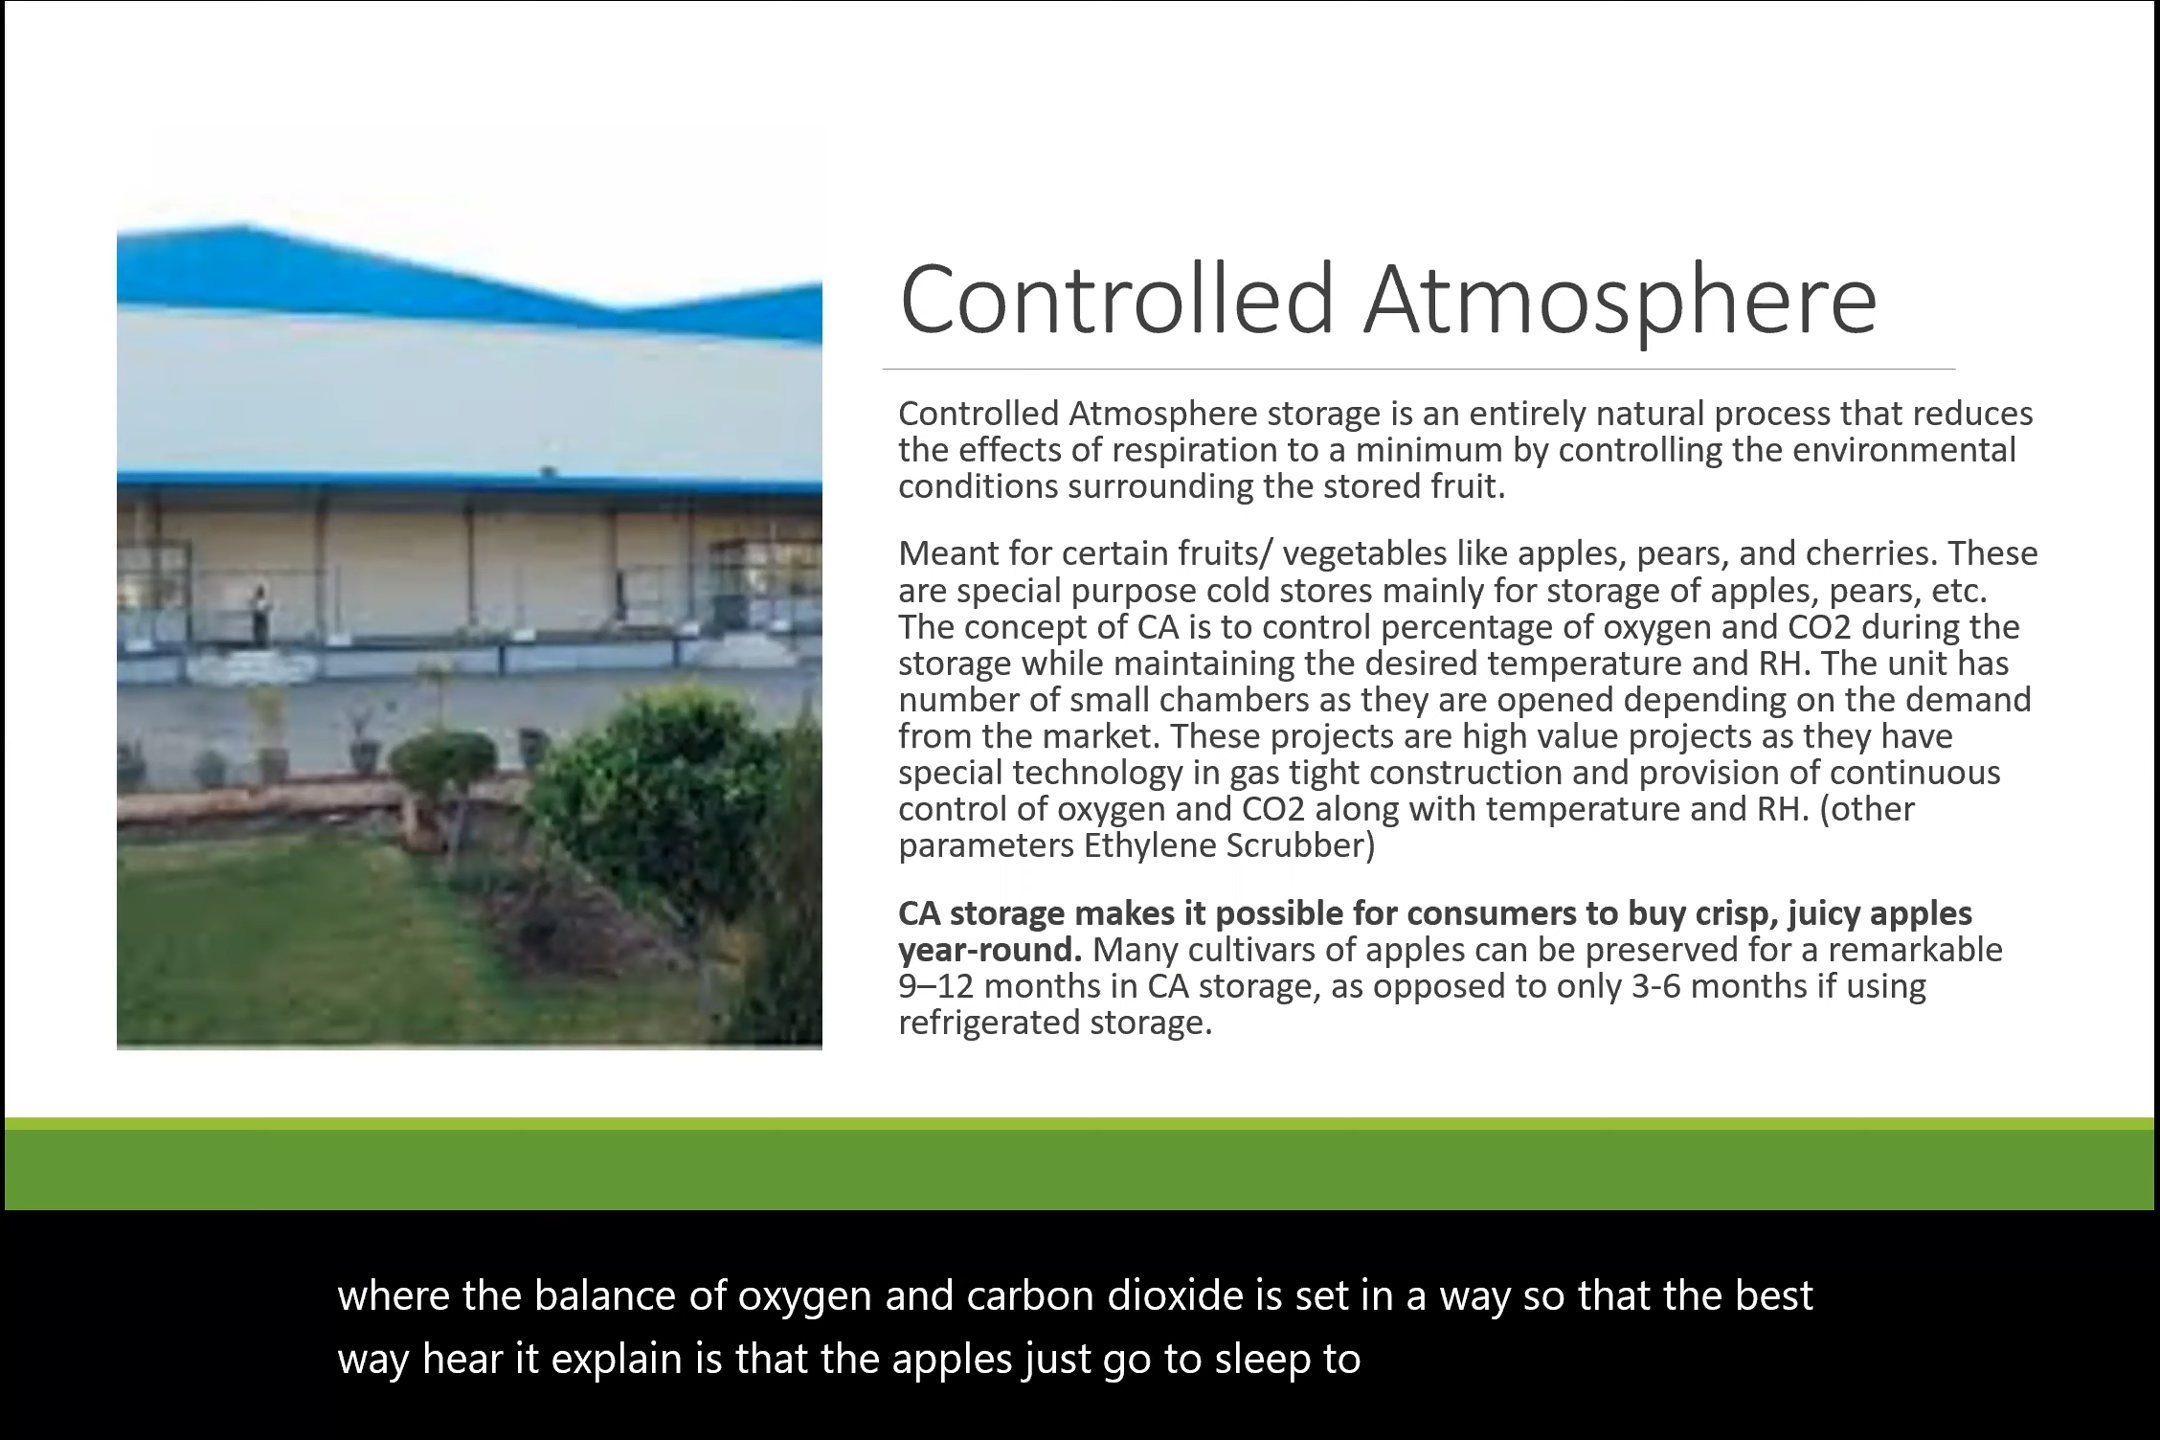 Controlled Atmosphere
Controlled Atmosphere storage is an entirely natural process that reduces
the effects of respiration to a minimum by controlling the environmental
conditions surrounding the stored fruit.
Meant for certain fruits/ vegetables like apples, pears, and cherries. These
are special purpose cold stores mainly for storage of apples, pears, etc.
The concept of CA is to control percentage of oxygen and CO2 during the
storage while maintaining the desired temperature and RH. The unit has
number of small chambers as they are opened depending on the demand
from the market. These projects are high value projects as they have
special technology in gas tight construction and provision of continuous
control of oxygen and CO2 along with temperature and RH. (other
parameters Ethylene Scrubber)
CA storage makes it possible for consumers to buy crisp, juicy apples
year-round. Many cultivars of apples can be preserved for a remarkable
9–12 months in CA storage, as opposed to only 3-6 months if using
refrigerated storage.
where the balance of oxygen and carbon dioxide is set in a way so that the best
way hear it explain is that the apples just go to sleep to